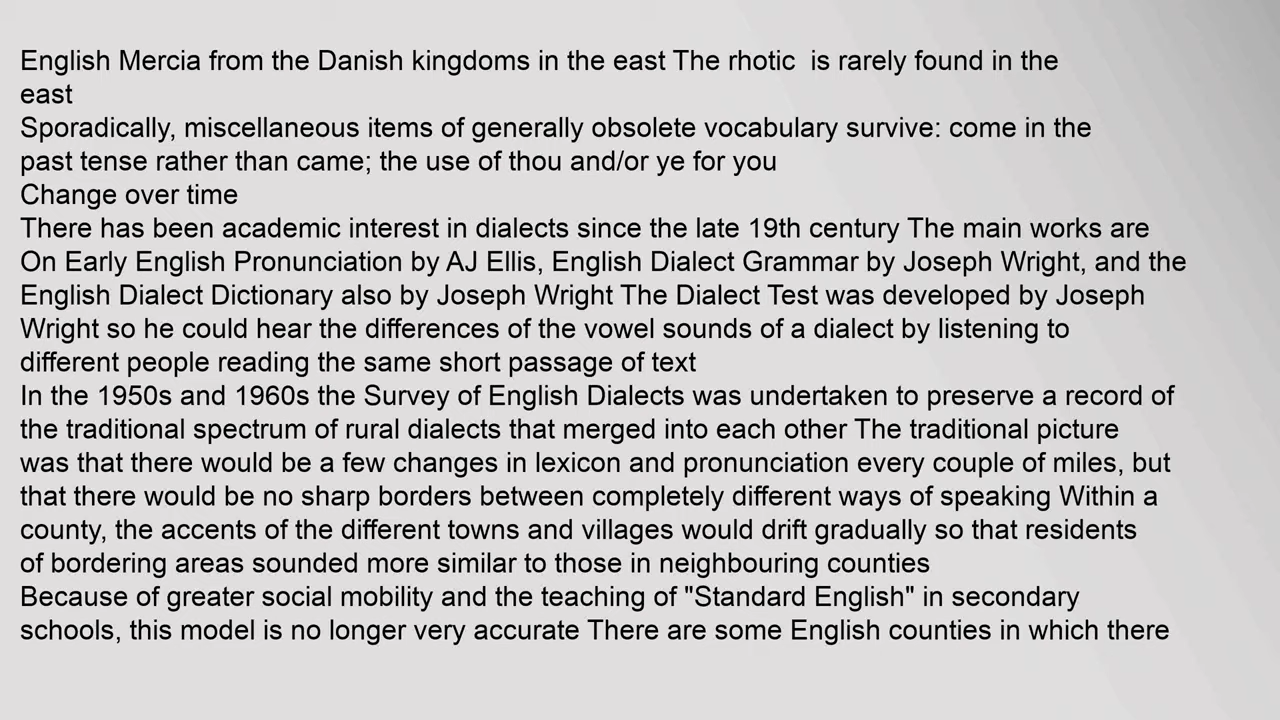 English Mercia from the Danish kingdoms in the east The rhotic  is rarely found in the
east
Sporadically, miscellaneous items of generally obsolete vocabulary survive: come in the
past tense rather than came; the use of thou and/or ye for you
Change over time
There has been academic interest in dialects since the late 19th century The main works are
On Early English Pronunciation by AJ Ellis, English Dialect Grammar by Joseph Wright, and the
English Dialect Dictionary also by Joseph Wright The Dialect Test was developed by Joseph
Wright so he could hear the differences of the vowel sounds of a dialect by listening to
different people reading the same short passage of text
In the 1950s and 1960s the Survey of English Dialects was undertaken to preserve a record of
the traditional spectrum of rural dialects that merged into each other The traditional picture
was that there would be a few changes in lexicon and pronunciation every couple of miles, but
that there would be no sharp borders between completely different ways of speaking Within a
county, the accents of the different towns and villages would drift gradually so that residents
of bordering areas sounded more similar to those in neighbouring counties
Because of greater social mobility and the teaching of "Standard English" in secondary
schools, this model is no longer very accurate There are some English counties in which there